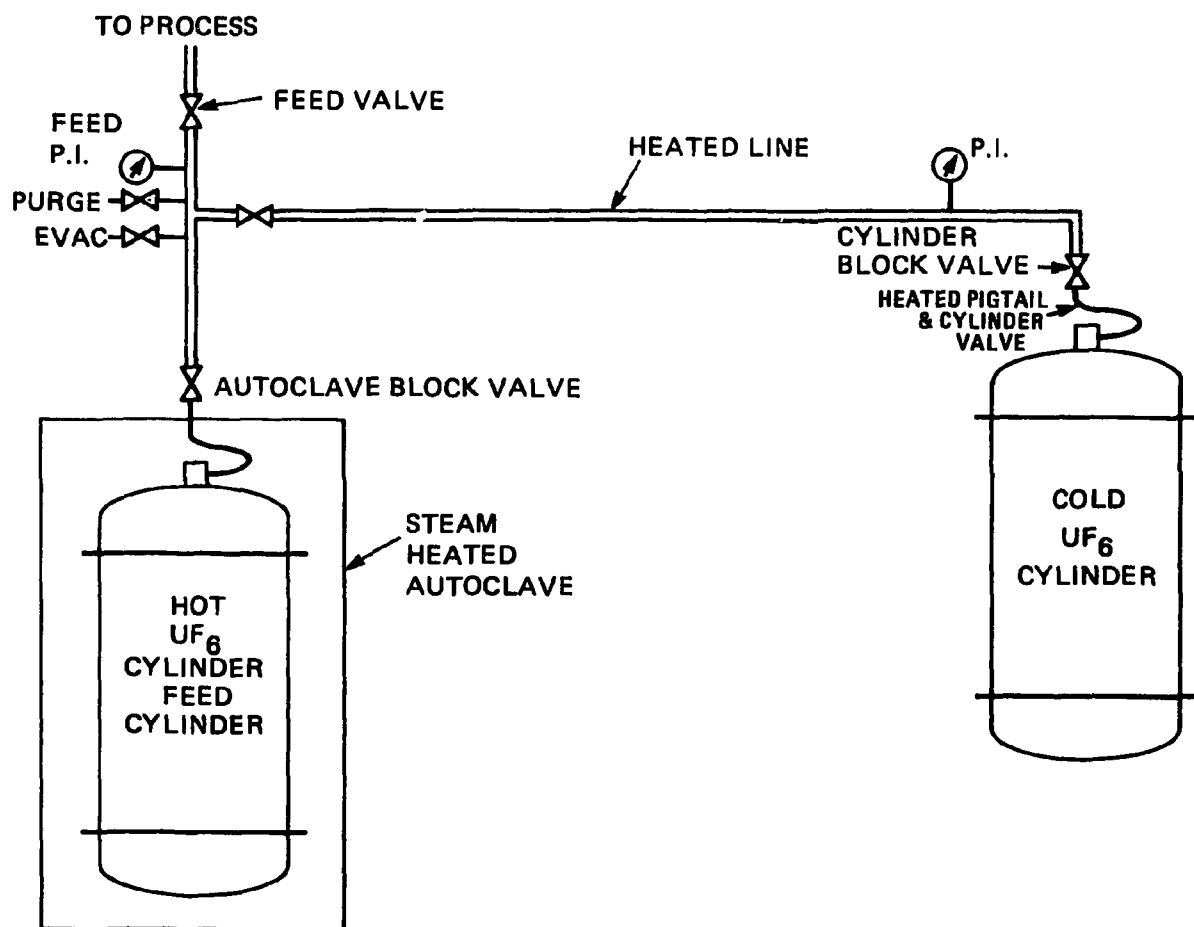 TO PROCESS
FEED VALVE
FEED
P.I.
PURGE
EVAC
HEATED LINE
P.I.
CYLINDER
BLOCK VALVE
HEATED PIGTAIL
& CYLINDER
VALVE
AUTOCLAVE BLOCK VALVE
STEAM
HEATED
AUTOCLAVE
HOT
UF6
CYLINDER
FEED
CYLINDER
COLD
UF6
CYLINDER